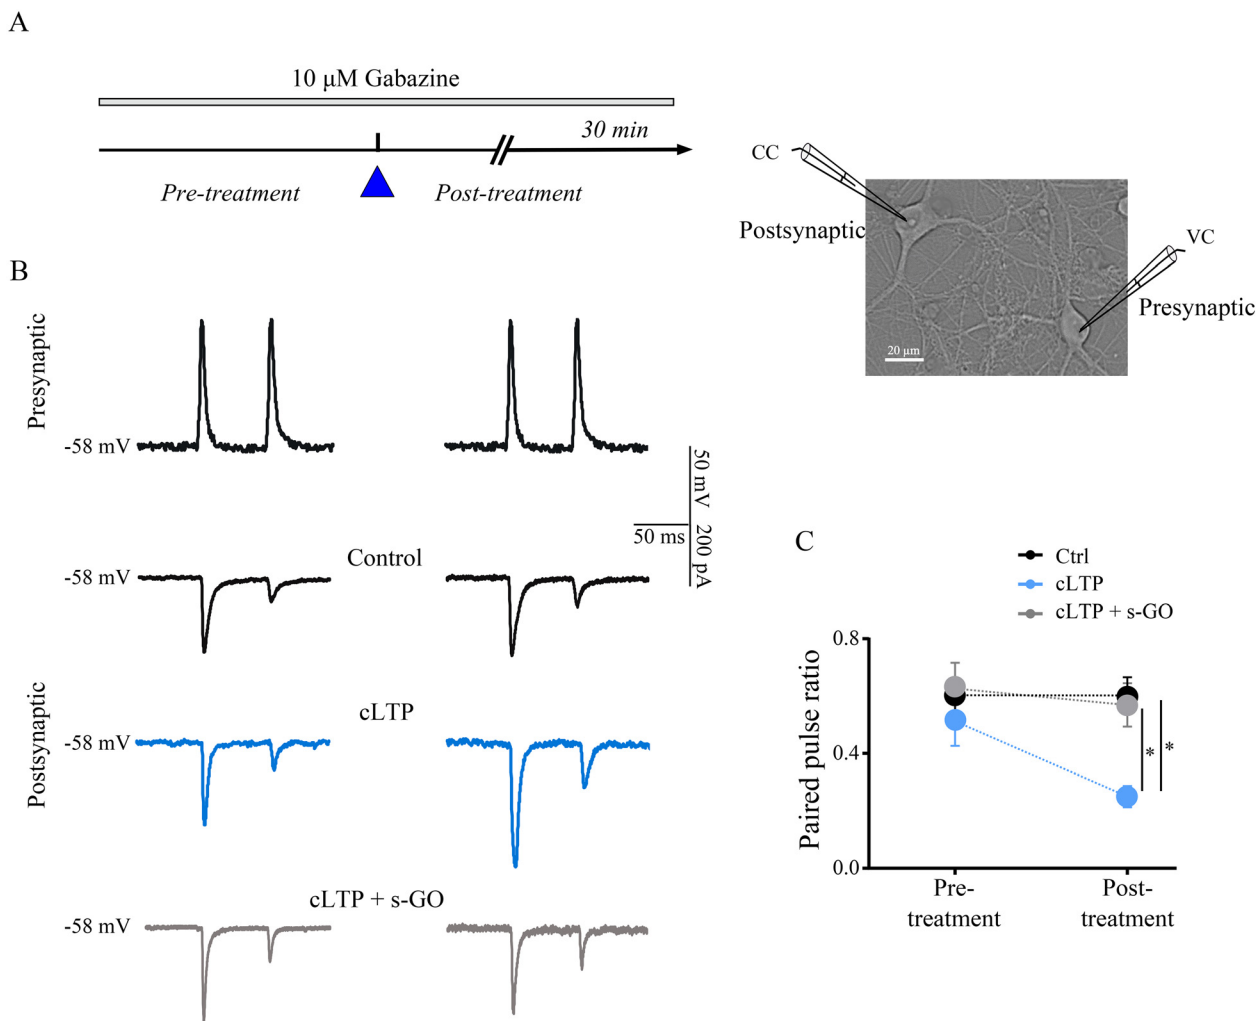 A
10 μM Gabazine
30 min
Pre-treatment
Post-treatment
CC
Postsynaptic
VC
Presynaptic
20 μm
B
Presynaptic
-58 mV
50 mV
200 pA
50 ms
Control
-58 mV
Postsynaptic
cLTP
-58 mV
cLTP + s-GO
-58 mV
C
Ctrl
cLTP
cLTP + s-GO
Paired pulse ratio
0.8
0.4
0.0
*
*
Pre-
treatment
Post-
treatment